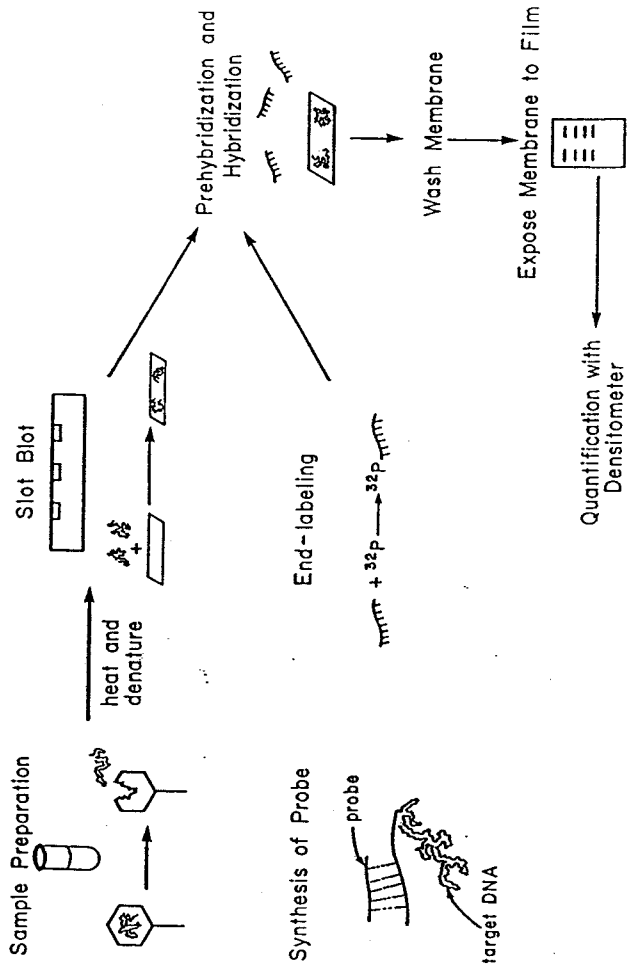 Sample Preparation
heat and
denature
Slot Blot
+
Prehybridization and
Hybridization
Synthesis of Probe
probe
target DNA
End-labeling
+ ³²P
³²P
Wash Membrane
Expose Membrane to Film
Quantification with
Densitometer